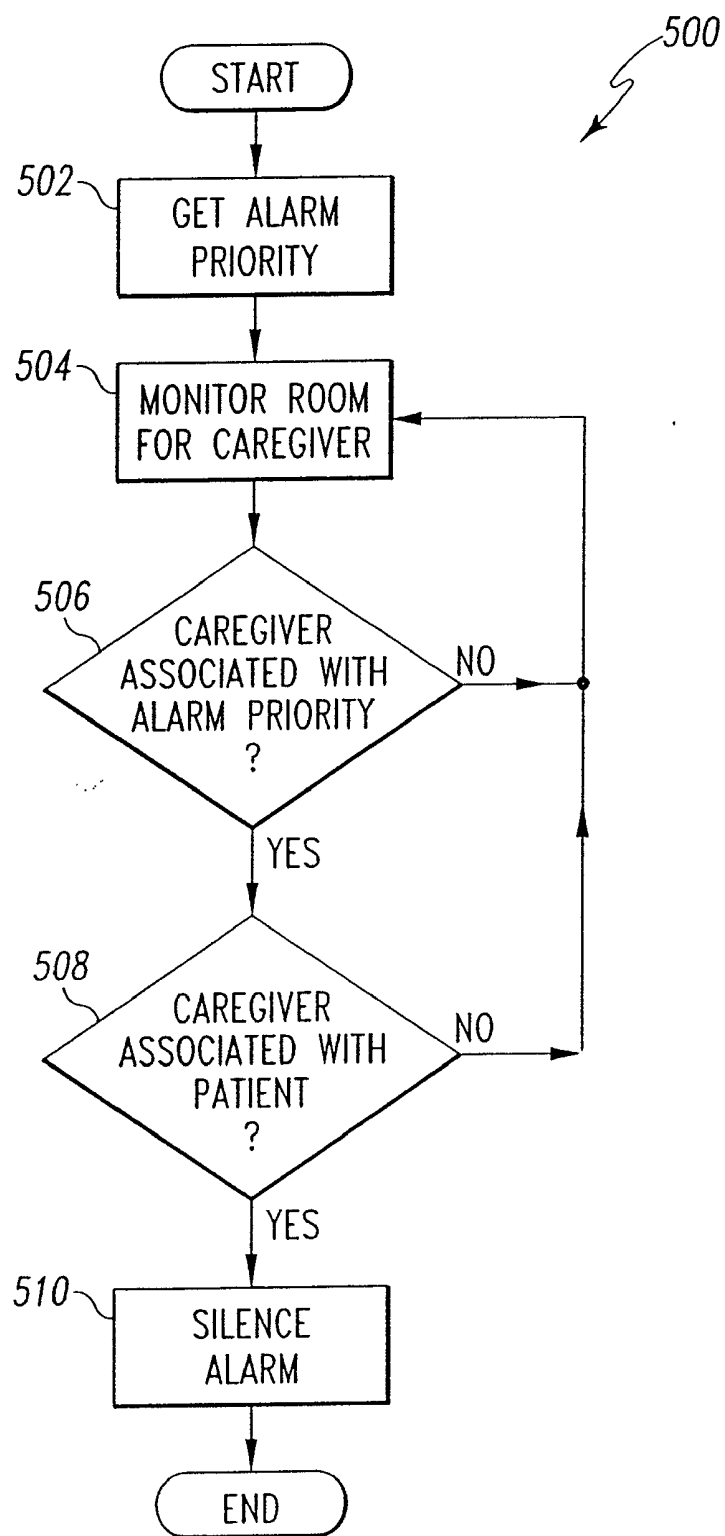 500
START
502
GET ALARM
PRIORITY
504
MONITOR ROOM
FOR CAREGIVER
506
CAREGIVER
ASSOCIATED WITH
ALARM PRIORITY
?
NO
YES
508
CAREGIVER
ASSOCIATED WITH
PATIENT
?
NO
YES
510
SILENCE
ALARM
END